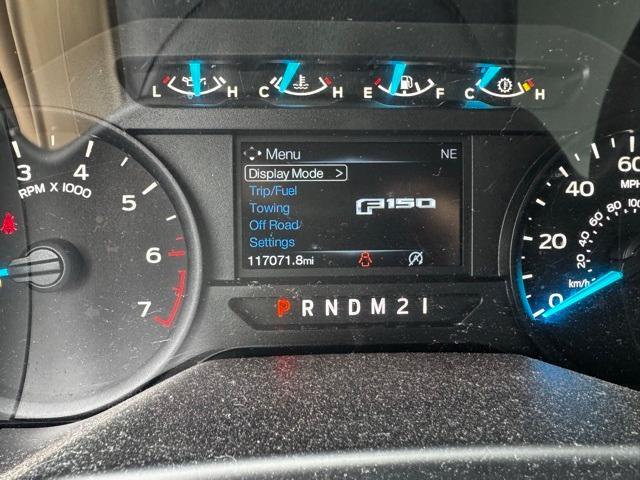 L H C H E F C H
Menu NE
Display Mode >
Trip/Fuel
Towing
Off Road
Settings
F150
117071.8mi
P R N D M 2 1
3 4 5 6 7
RPM X 1000
0 20 40 60
MPH
20 40 60 80 100
km/h